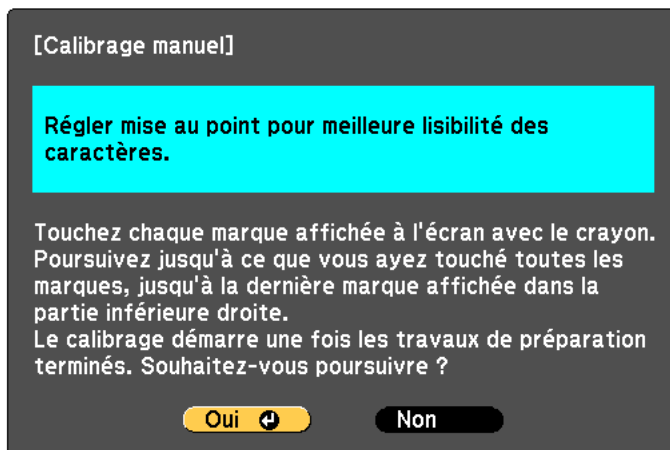 [Calibrage manuel]
Régler mise au point pour meilleure lisibilité des
caractères.
Touchez chaque marque affichée à l'écran avec le crayon.
Poursuivez jusqu'à ce que vous ayez touché toutes les
marques, jusqu'à la dernière marque affichée dans la
partie inférieure droite.
Le calibrage démarre une fois les travaux de préparation
terminés. Souhaitez-vous poursuivre ?
Oui Non